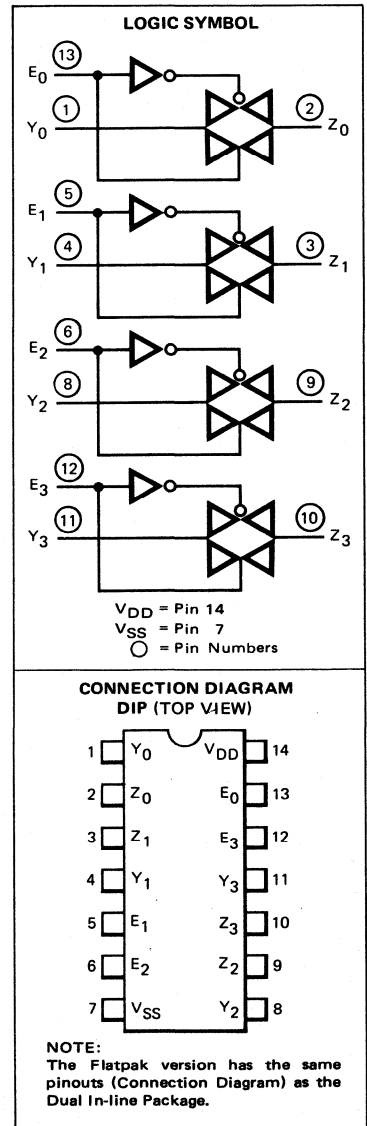 LOGIC SYMBOL
13
E0
1
2
Y0
Z0
5
E1
4
3
Y1
Z1
6
E2
8
9
Y2
Z2
12
E3
11
10
Y3
Z3
VDD = Pin 14
VSS = Pin 7
= Pin Numbers
CONNECTION DIAGRAM
DIP (TOP VIEW)
1 Y0 VDD 14
2 Z0 E0 13
3 Z1 E3 12
4 Y1 Y3 11
5 E1 Z3 10
6 E2 Z2 9
7 VSS Y2 8
NOTE:
The Flatpak version has the same
pinouts (Connection Diagram) as the
Dual In-line Package.